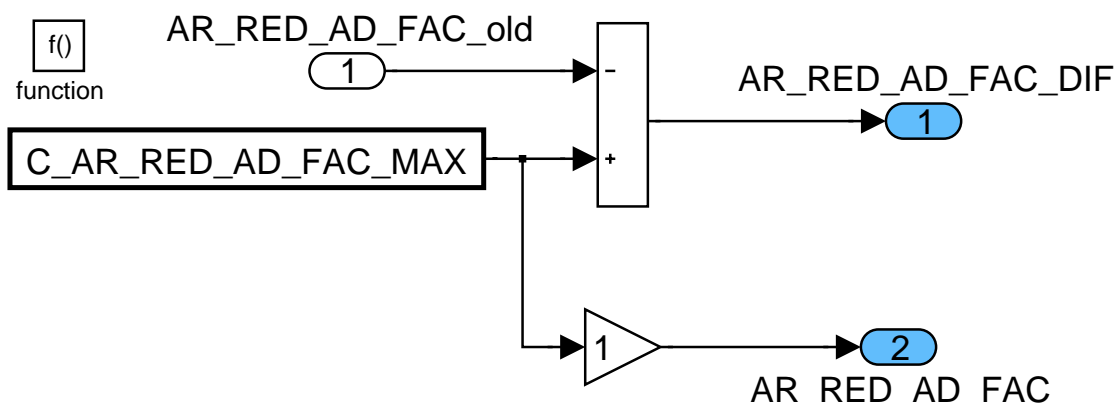 f()
function
AR_RED_AD_FAC_old
1
−
AR_RED_AD_FAC_DIF
1
C_AR_RED_AD_FAC_MAX
+
1
2
AR_RED_AD_FAC